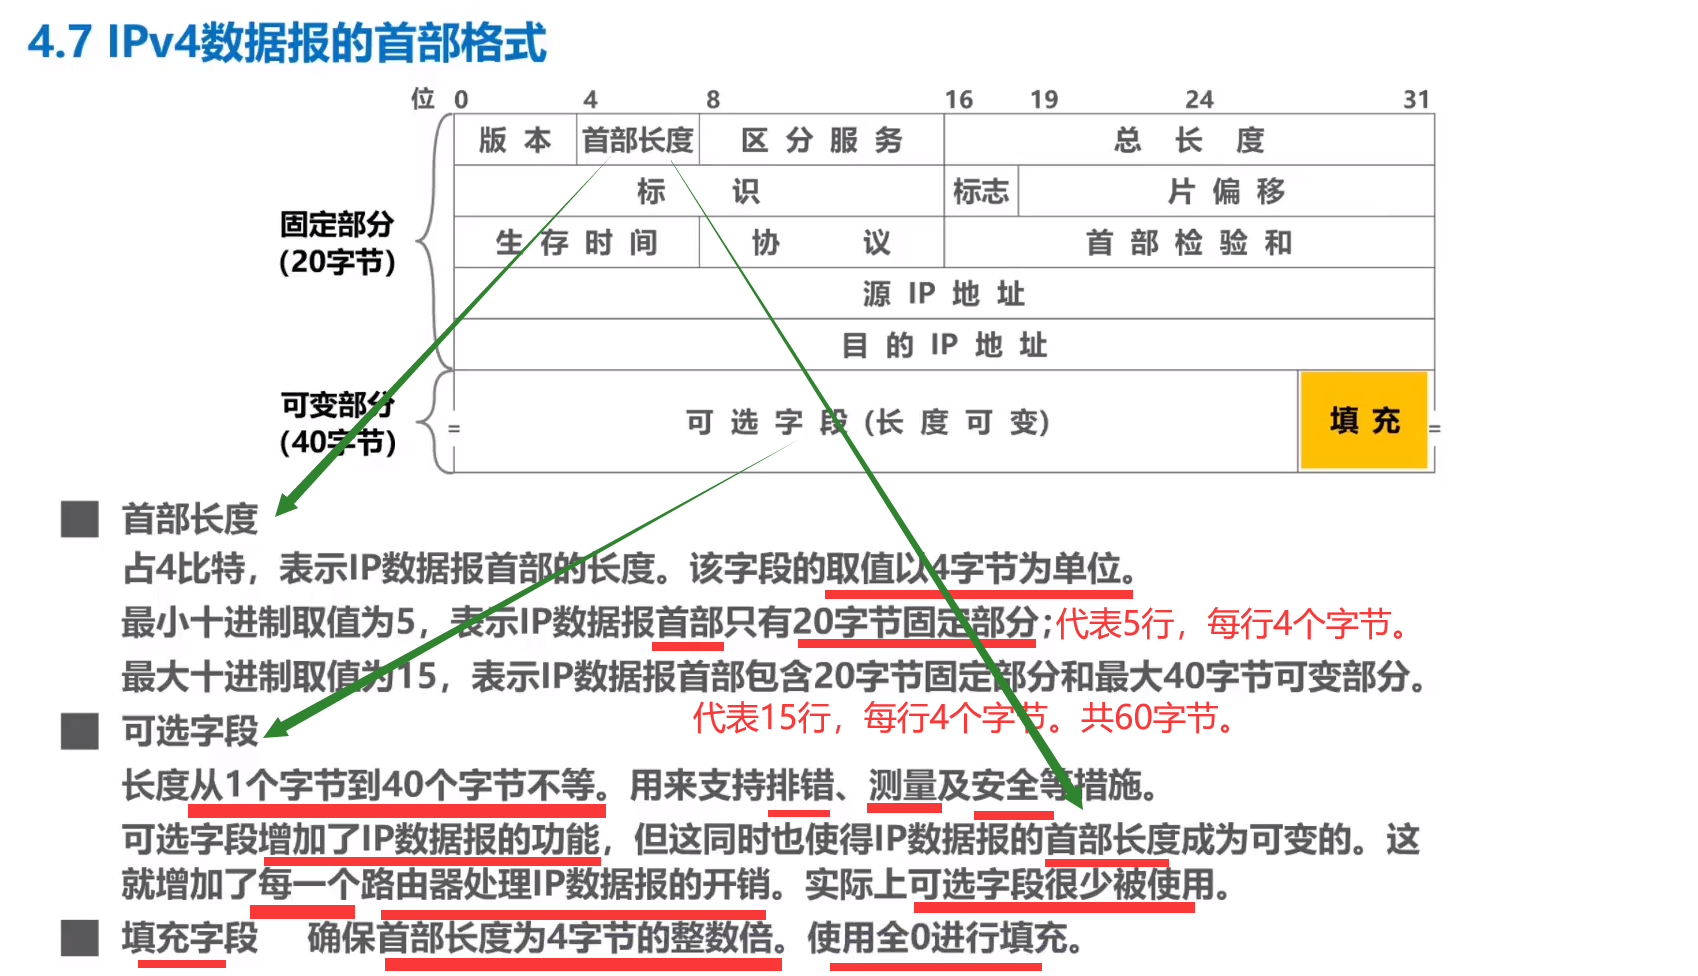 4.7 IPv4数据报的首部格式
位 0 4 8 16 19 24 31
版 本 首部长度 区 分 服 务 总 长 度
标 识 标志 片 偏 移
固定部分
(20字节)
生 存 时 间 协 议 首 部 检 验 和
源 IP 地 址
目 的 IP 地 址
可变部分
(40字节)
可 选 字 段 (长 度 可 变) 填 充
首部长度
占4比特，表示IP数据报首部的长度。该字段的取值以4字节为单位。
最小十进制取值为5，表示IP数据报首部只有20字节固定部分；代表5行，每行4个字节。
最大十进制取值为15，表示IP数据报首部包含20字节固定部分和最大40字节可变部分。
代表15行，每行4个字节。共60字节。
可选字段
长度从1个字节到40个字节不等。用来支持排错、测量及安全等措施。
可选字段增加了IP数据报的功能，但这同时也使得IP数据报的首部长度成为可变的。这
就增加了每一个路由器处理IP数据报的开销。实际上可选字段很少被使用。
填充字段 确保首部长度为4字节的整数倍。使用全0进行填充。